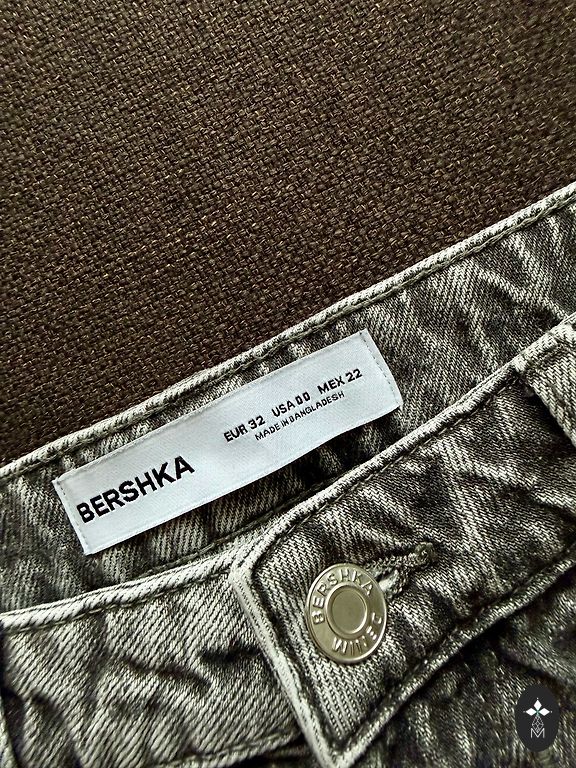 BERSHKA
EUR 32 USA 00 MEX 22
MADE IN BANGLADESH
BERSHKA
M